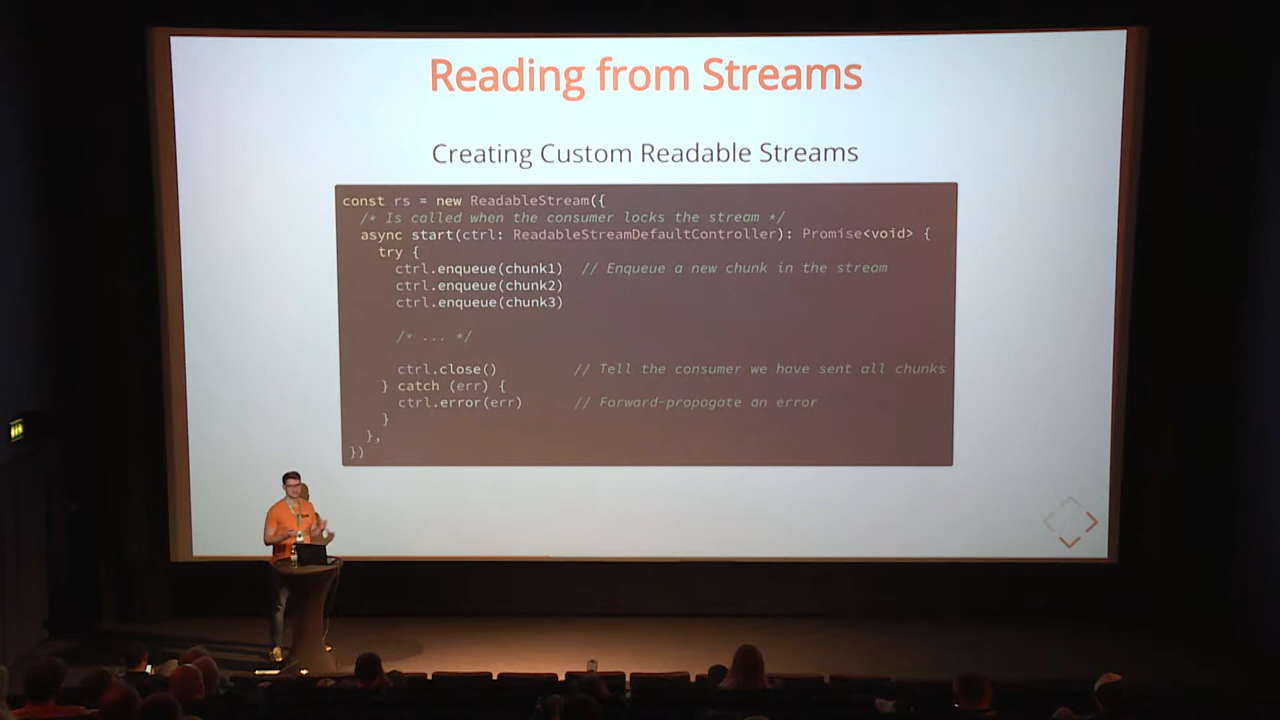 Reading from Streams
Creating Custom Readable Streams
const rs = new ReadableStream({
/* Is called when the consumer locks the stream */
async start(ctrl: ReadableStreamDefaultController): Promise<void> {
try {
ctrl.enqueue(chunk1) // Enqueue a new chunk in the stream
ctrl.enqueue(chunk2)
ctrl.enqueue(chunk3)
/* ... */
ctrl.close() // Tell the consumer we have sent all chunks
} catch (err) {
ctrl.error(err) // Forward-propagate an error
}
},
})